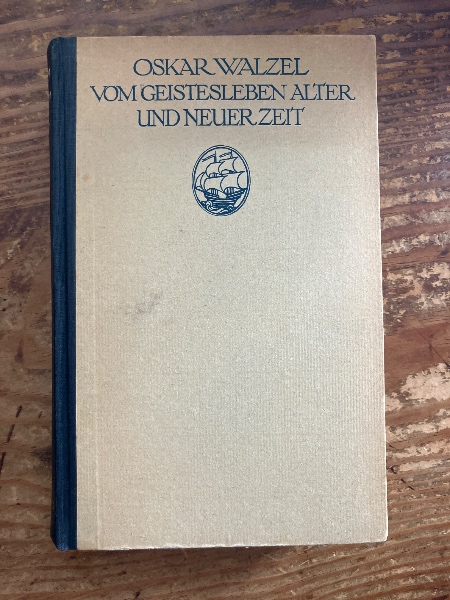 OSKAR WALZEL
VOM GEISTESLEBEN ALTER
UND NEUER ZEIT